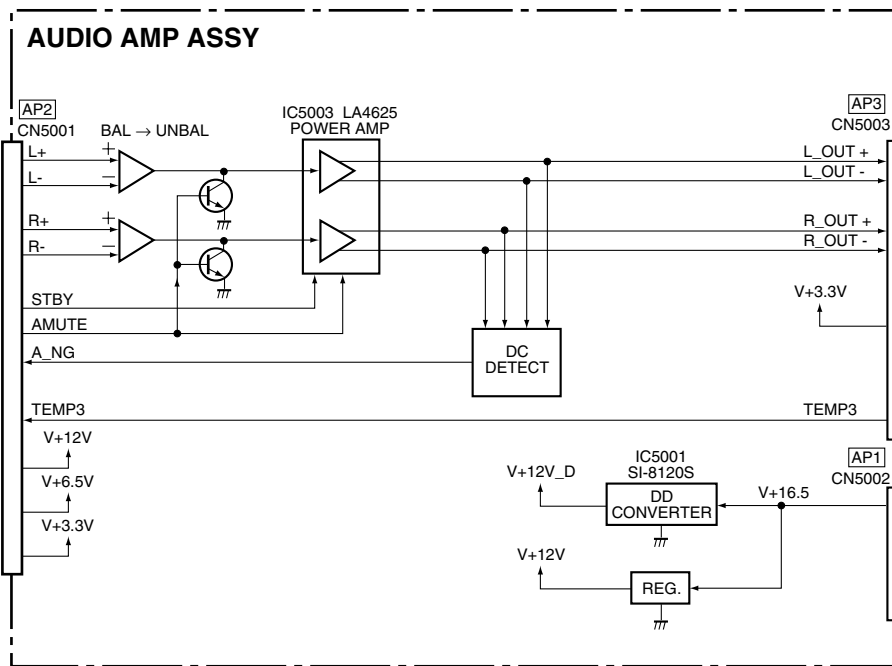 AUDIO AMP ASSY
AP2
CN5001
BAL → UNBAL
IC5003 LA4625
POWER AMP
AP3
CN5003
L+
L-
R+
R-
+
−
+
−
L_OUT +
L_OUT -
R_OUT +
R_OUT -
STBY
AMUTE
A_NG
V+3.3V
DC
DETECT
TEMP3
TEMP3
V+12V
V+6.5V
V+3.3V
V+12V_D
IC5001
SI-8120S
DD
CONVERTER
V+16.5
AP1
CN5002
V+12V
REG.